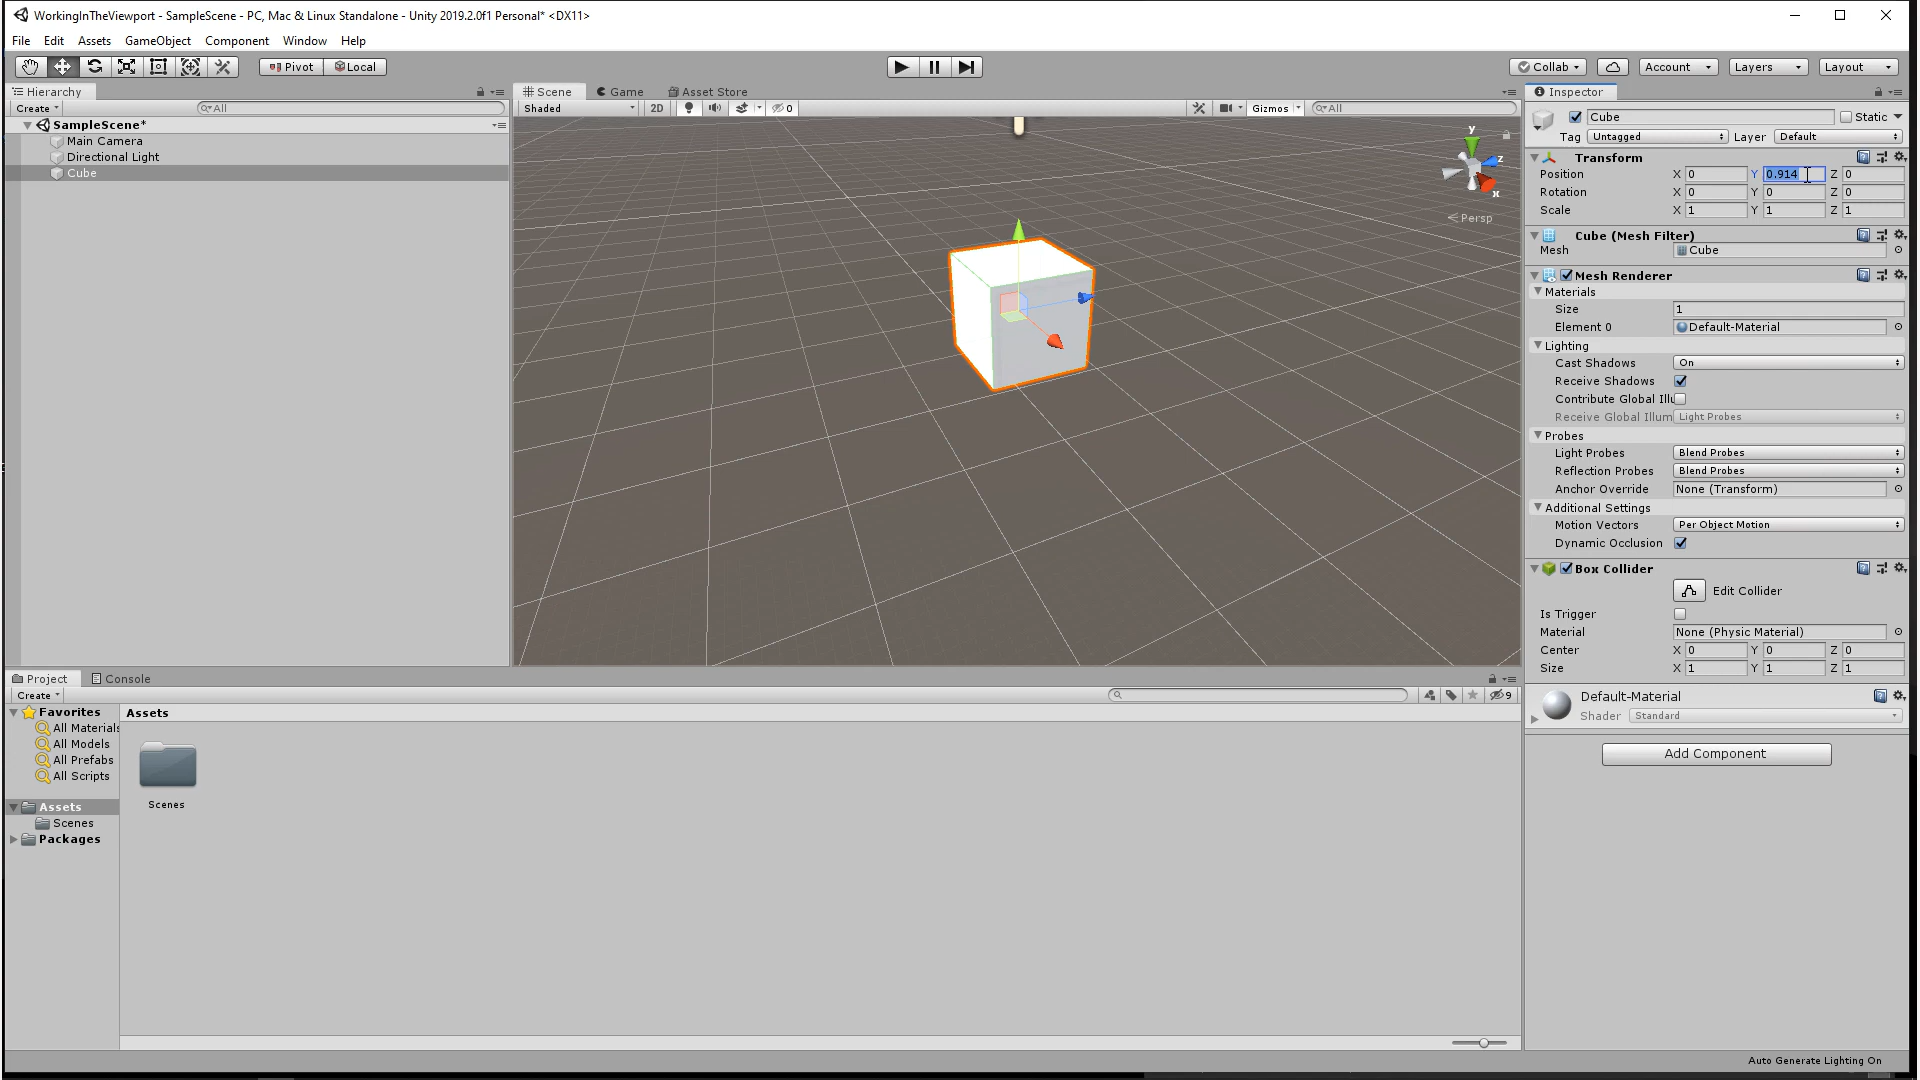 WorkingInTheViewport - SampleScene - PC, Mac & Linux Standalone - Unity 2019.2.0f1 Personal* <DX11>
File Edit Assets GameObject Component Window Help
Pivot Local Collab Account Layers Layout
Hierarchy
Create All
SampleScene*
Main Camera
Directional Light
Cube
Scene Game Asset Store
Shaded 2D 0 Gizmos All
y
z
x
Persp
Inspector
Cube Static
Tag Untagged Layer Default
Transform
Position X 0 Y 0.914 Z 0
Rotation X 0 Y 0 Z 0
Scale X 1 Y 1 Z 1
Cube (Mesh Filter)
Mesh Cube
Mesh Renderer
Materials
Size 1
Element 0 Default-Material
Lighting
Cast Shadows On
Receive Shadows
Contribute Global Illu
Receive Global Illum Light Probes
Probes
Light Probes Blend Probes
Reflection Probes Blend Probes
Anchor Override None (Transform)
Additional Settings
Motion Vectors Per Object Motion
Dynamic Occlusion
Box Collider
Edit Collider
Is Trigger
Material None (Physic Material)
Center X 0 Y 0 Z 0
Size X 1 Y 1 Z 1
Default-Material
Shader Standard
Add Component
Project Console
Create 9
Favorites
All Materials
All Models
All Prefabs
All Scripts
Assets
Scenes
Packages
Assets
Scenes
Auto Generate Lighting On